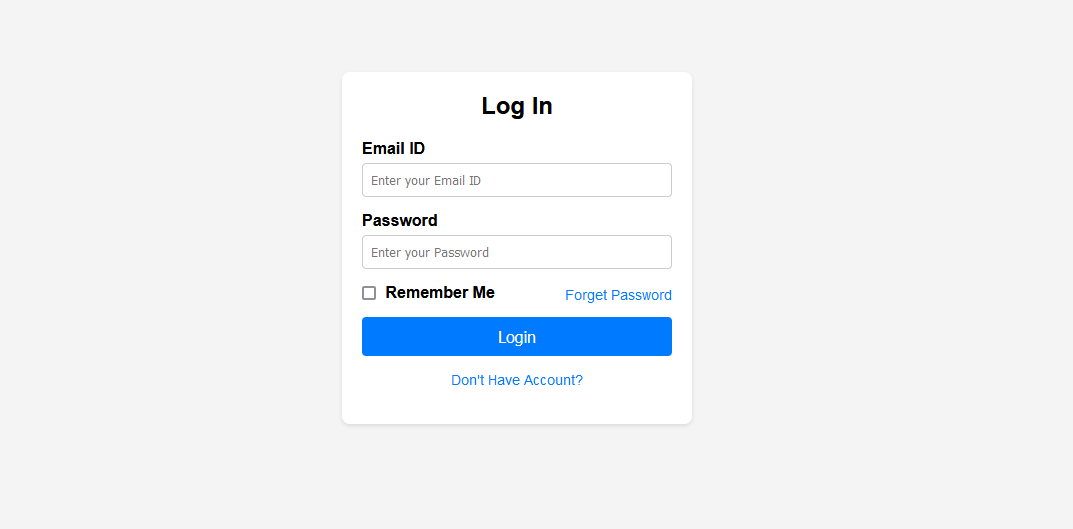 Log In
Email ID
Enter your Email ID
Password
Enter your Password
Remember Me Forget Password
Login
Don't Have Account?